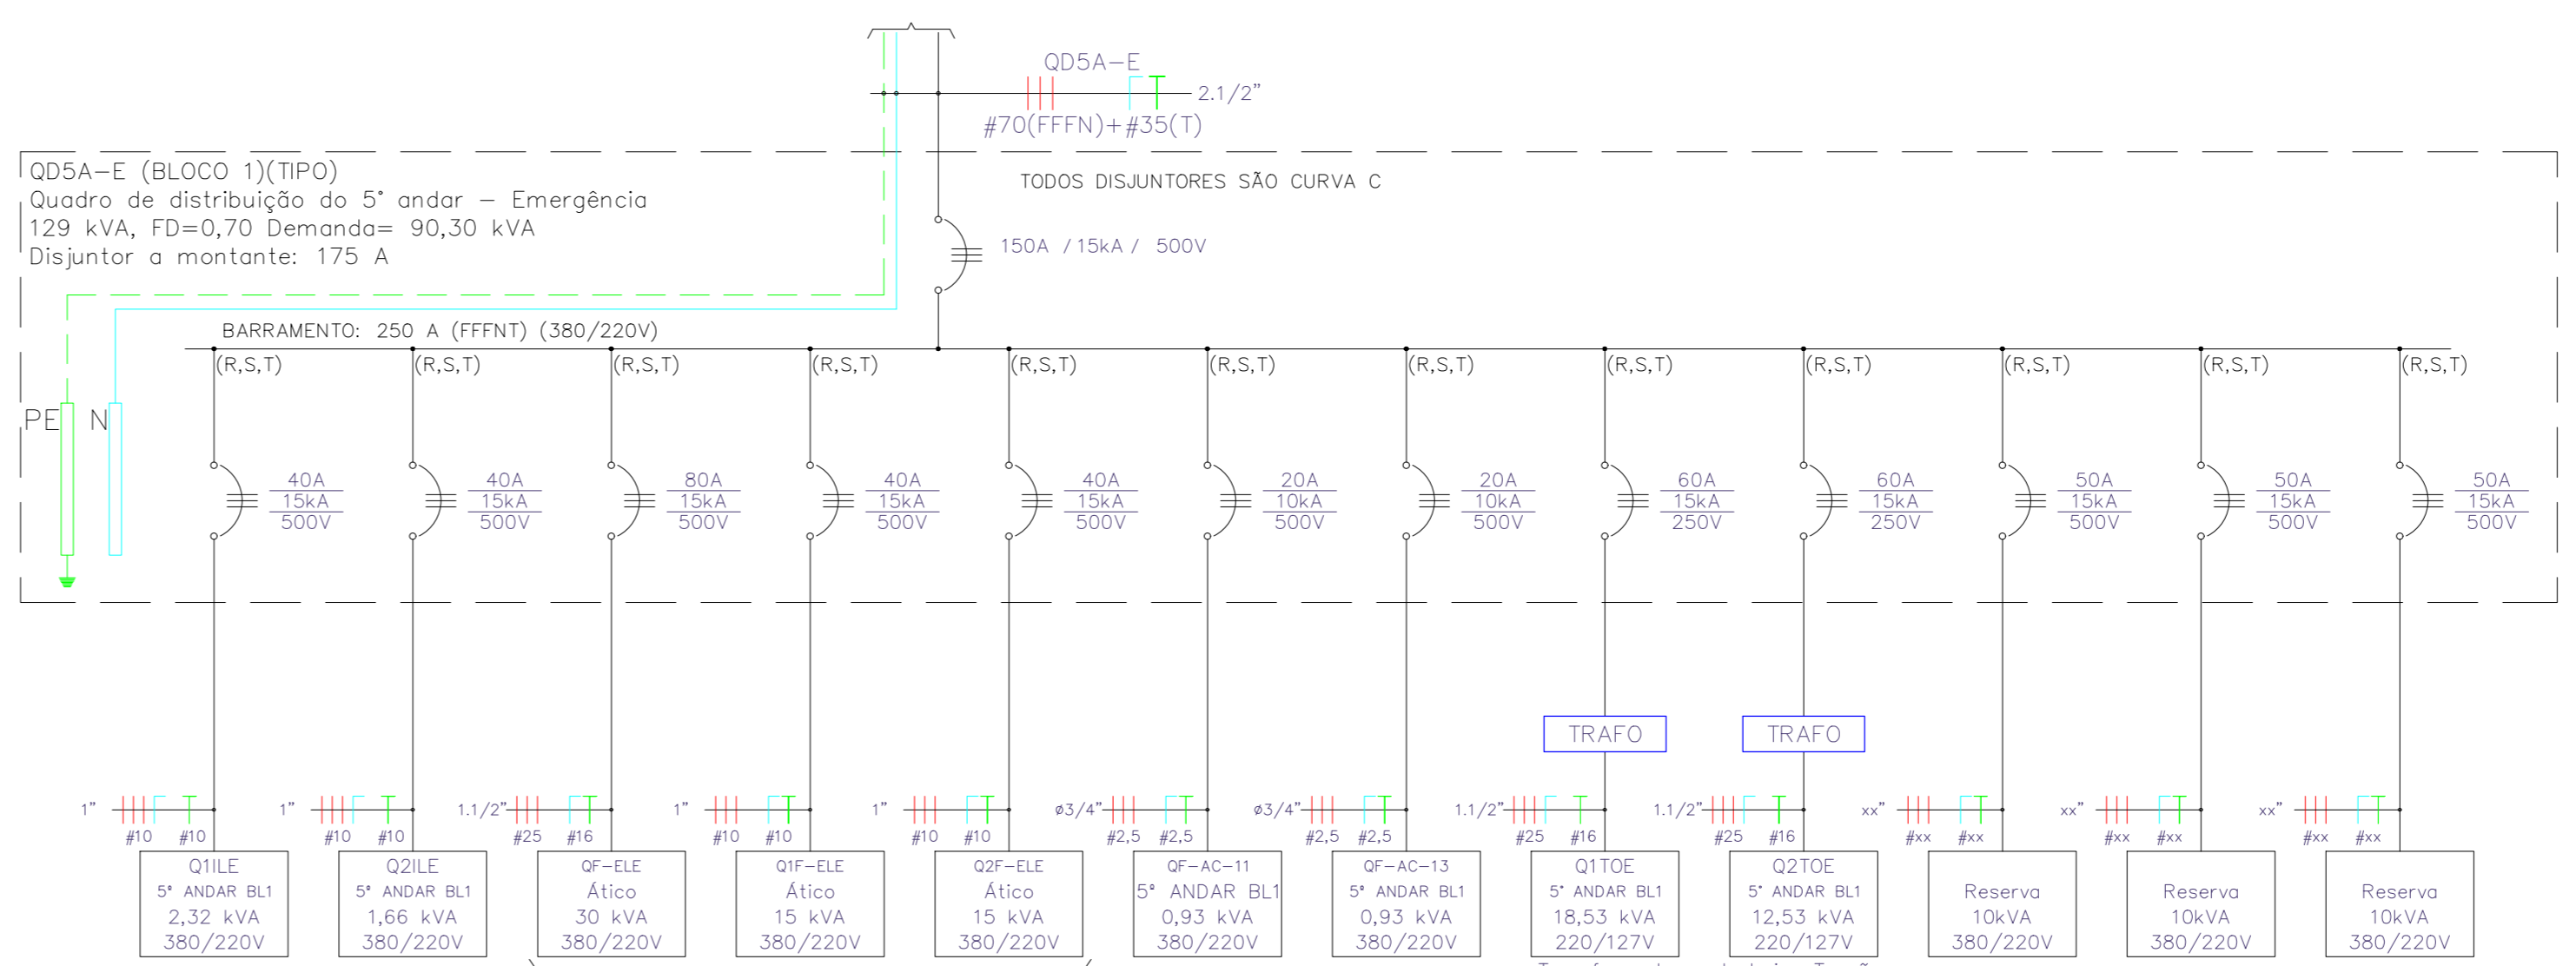 QD5A-E
2.1/2"
#70(FFFN)+#35(T)
QD5A-E (BLOCO 1)(TIPO)
Quadro de distribuição do 5° andar - Emergência
129 kVA, FD=0,70 Demanda= 90,30 kVA
Disjuntor a montante: 175 A
TODOS DISJUNTORES SÃO CURVA C
150A /15kA / 500V
BARRAMENTO: 250 A (FFFNT) (380/220V)
(R,S,T) (R,S,T) (R,S,T) (R,S,T) (R,S,T) (R,S,T) (R,S,T) (R,S,T) (R,S,T) (R,S,T) (R,S,T) (R,S,T)
PE N
40A 40A 80A 40A 40A 20A 20A 60A 60A 50A 50A 50A
15kA 15kA 15kA 15kA 15kA 10kA 10kA 15kA 15kA 15kA 15kA 15kA
500V 500V 500V 500V 500V 500V 500V 250V 250V 500V 500V 500V
TRAFO TRAFO
1" 1" 1.1/2" 1" 1" ø3/4" ø3/4" 1.1/2" 1.1/2" xx" xx" xx"
#10 #10 #10 #10 #25 #16 #10 #10 #10 #10 #2,5 #2,5 #2,5 #2,5 #25 #16 #25 #16 #xx #xx #xx #xx #xx #xx
Q1ILE
5° ANDAR BL1
2,32 kVA
380/220V
Q2ILE
5° ANDAR BL1
1,66 kVA
380/220V
QF-ELE
Ático
30 kVA
380/220V
Q1F-ELE
Ático
15 kVA
380/220V
Q2F-ELE
Ático
15 kVA
380/220V
QF-AC-11
5° ANDAR BL1
0,93 kVA
380/220V
QF-AC-13
5° ANDAR BL1
0,93 kVA
380/220V
Q1TOE
5° ANDAR BL1
18,53 kVA
220/127V
Q2TOE
5° ANDAR BL1
12,53 kVA
220/127V
Reserva
10kVA
380/220V
Reserva
10kVA
380/220V
Reserva
10kVA
380/220V